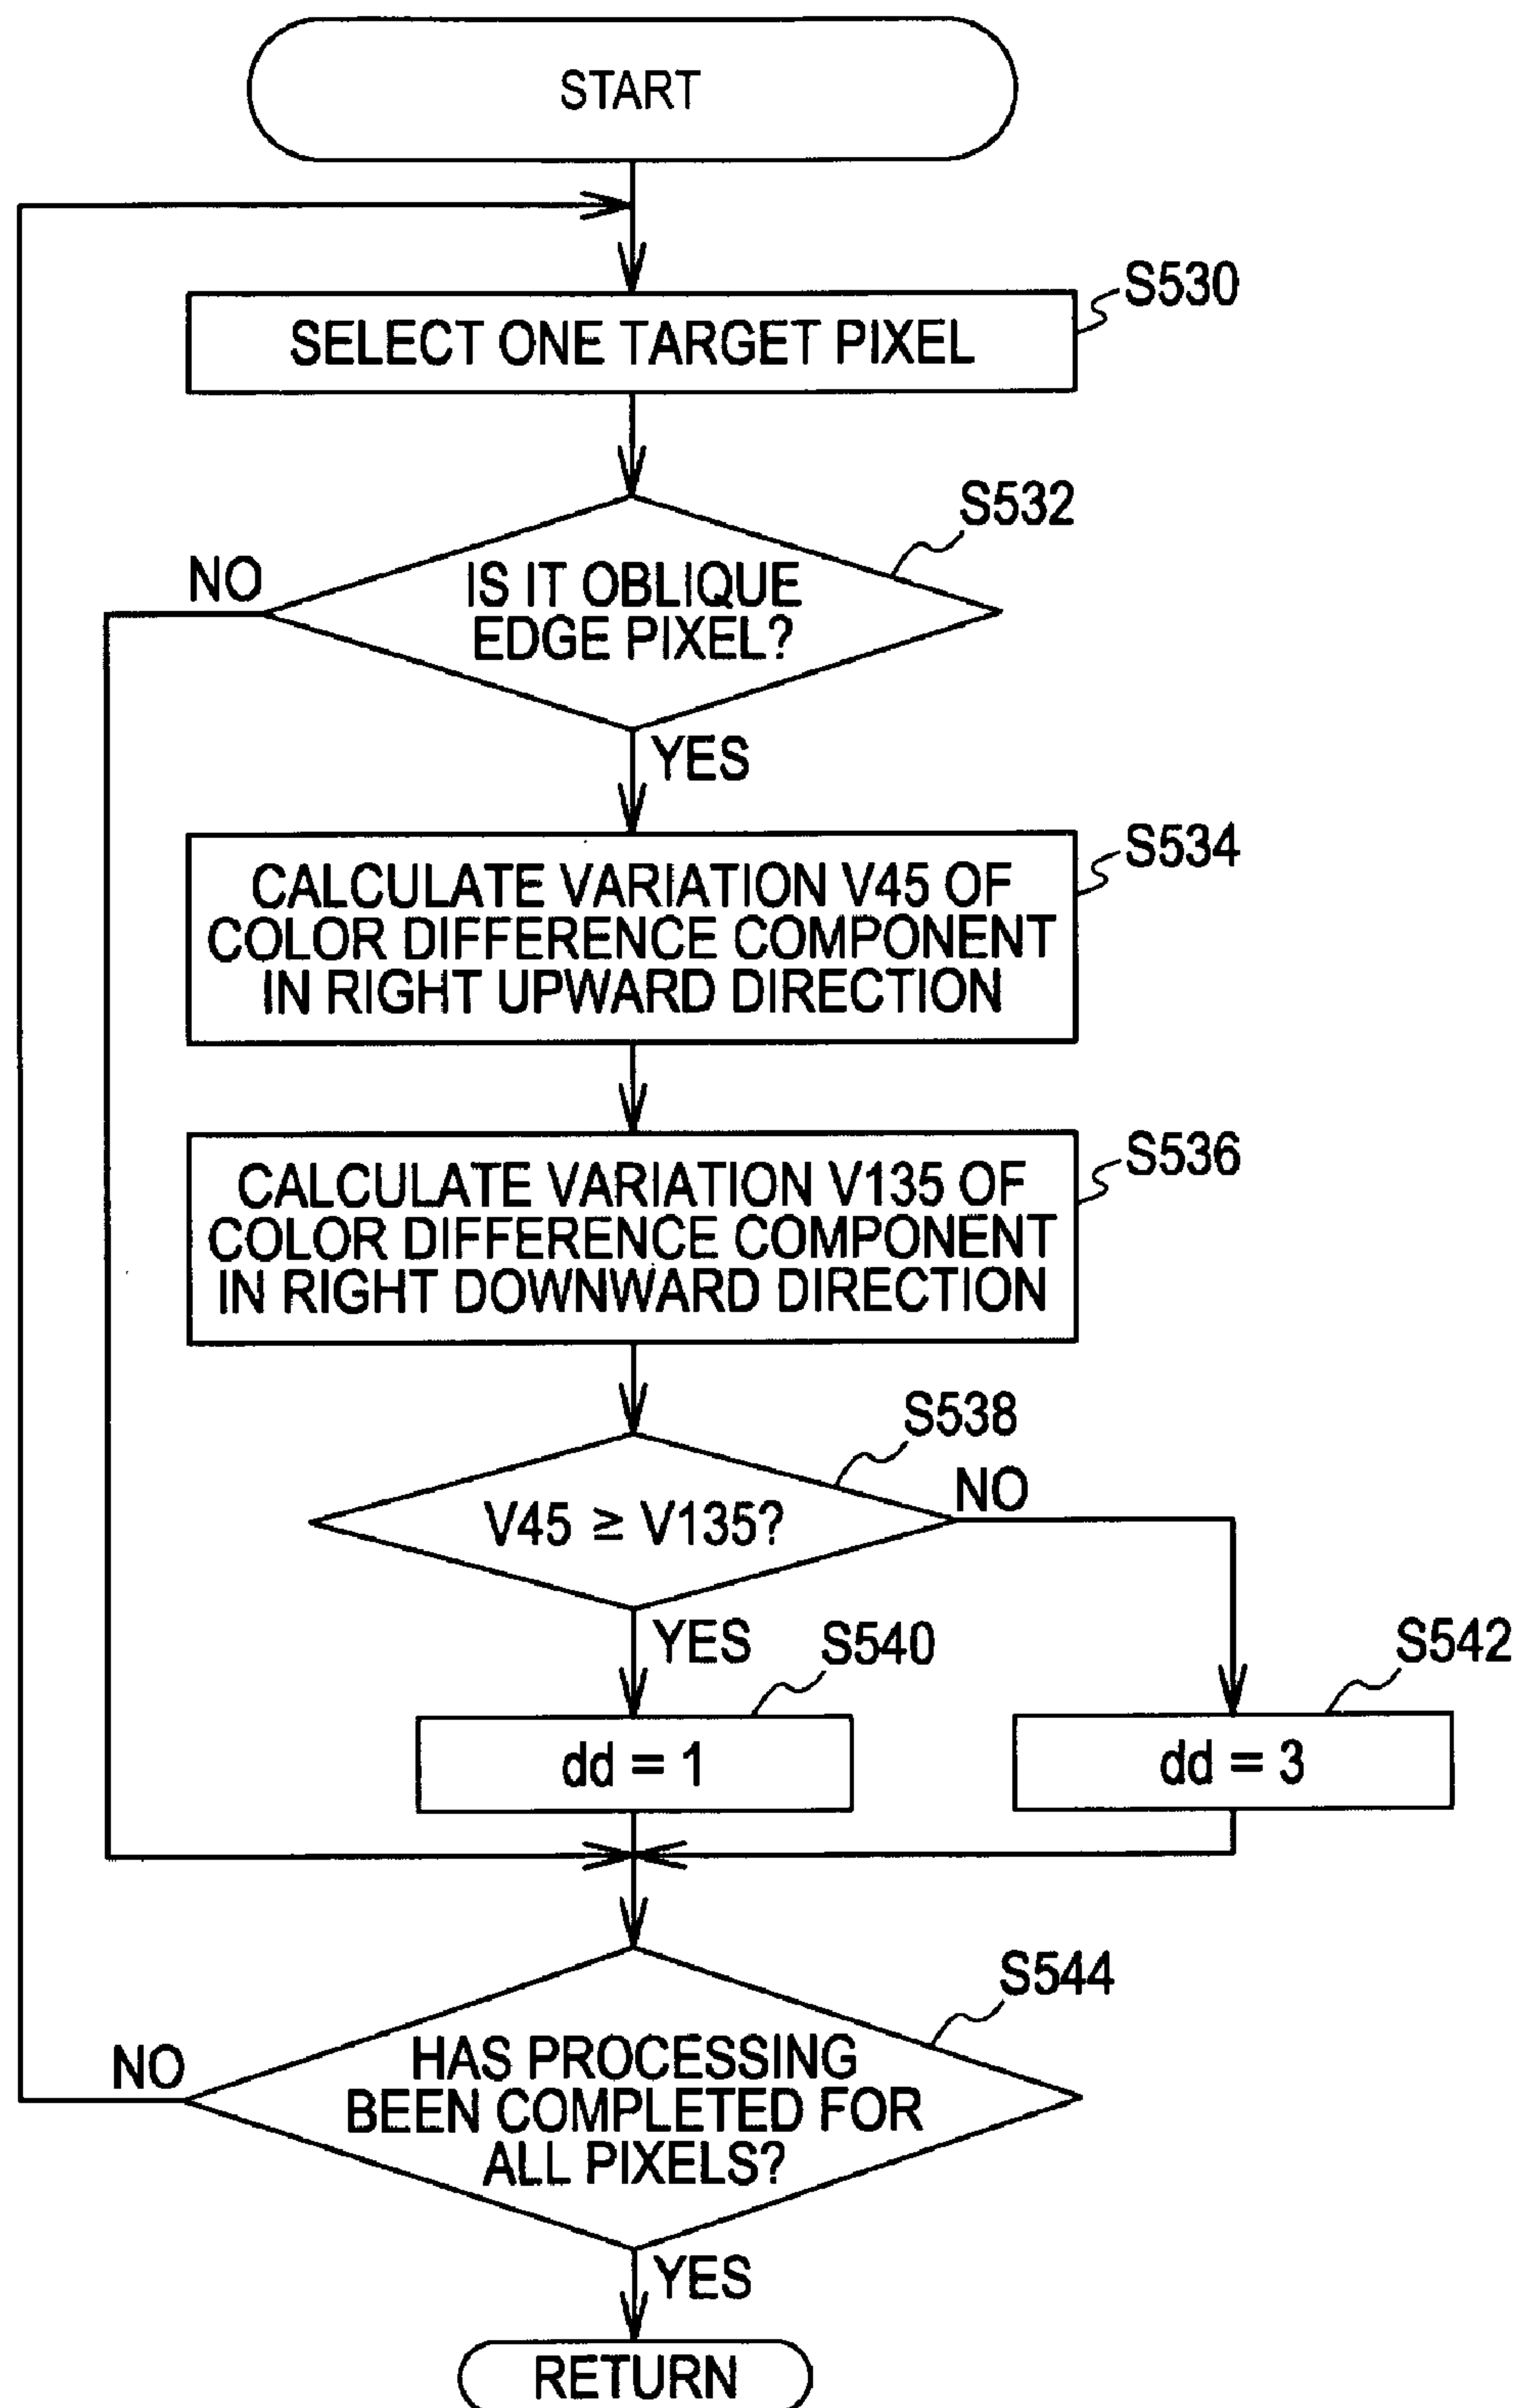 START
S530
SELECT ONE TARGET PIXEL
S532
NO
IS IT OBLIQUE
EDGE PIXEL?
YES
S534
CALCULATE VARIATION V45 OF
COLOR DIFFERENCE COMPONENT
IN RIGHT UPWARD DIRECTION
S536
CALCULATE VARIATION V135 OF
COLOR DIFFERENCE COMPONENT
IN RIGHT DOWNWARD DIRECTION
S538
NO
V45 ≥ V135?
YES
S540
S542
dd = 1
dd = 3
S544
NO
HAS PROCESSING
BEEN COMPLETED FOR
ALL PIXELS?
YES
RETURN